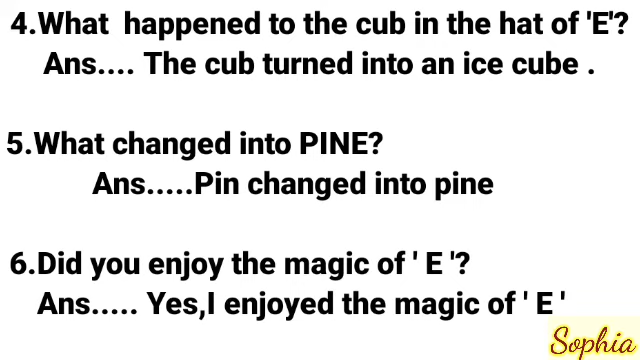 4.What happened to the cub in the hat of 'E'?
Ans.... The cub turned into an ice cube .
5.What changed into PINE?
Ans.....Pin changed into pine
6.Did you enjoy the magic of ' E '?
Ans..... Yes,I enjoyed the magic of ' E '
Sophia